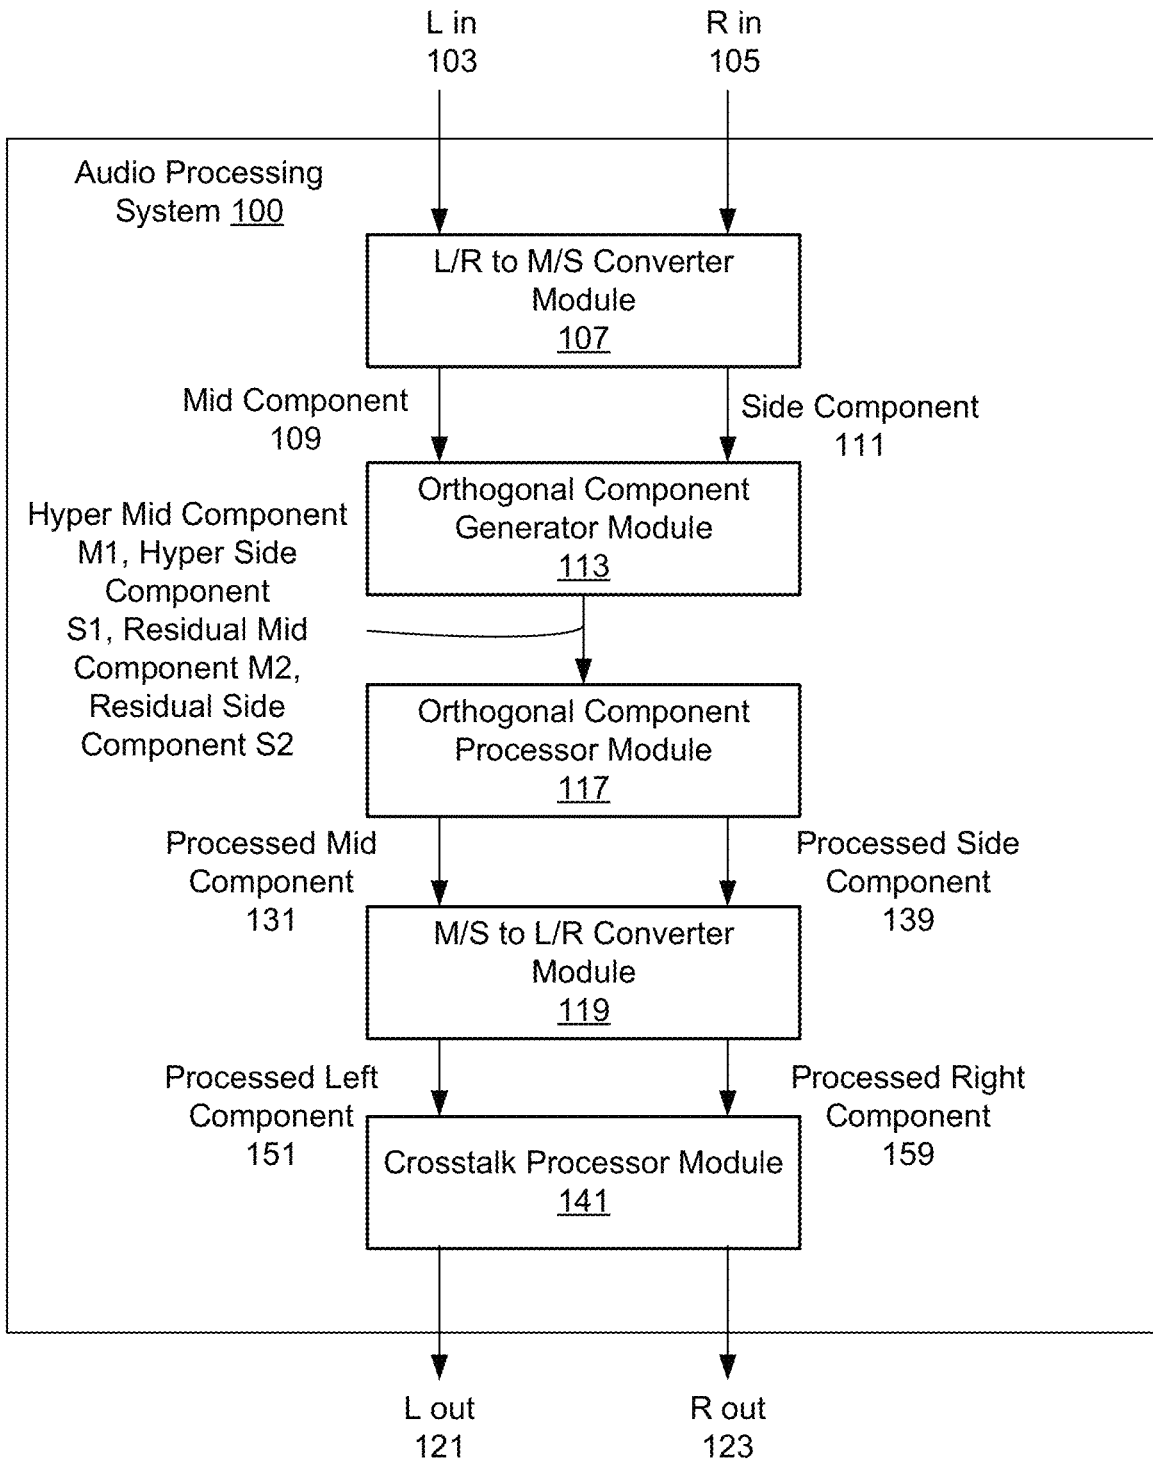 L in
103
R in
105
Audio Processing
System 100
L/R to M/S Converter
Module
107
Mid Component
109
Side Component
111
Orthogonal Component
Generator Module
113
Hyper Mid Component
M1, Hyper Side
Component
S1, Residual Mid
Component M2,
Residual Side
Component S2
Orthogonal Component
Processor Module
117
Processed Mid
Component
131
Processed Side
Component
139
M/S to L/R Converter
Module
119
Processed Left
Component
151
Processed Right
Component
159
Crosstalk Processor Module
141
L out
121
R out
123